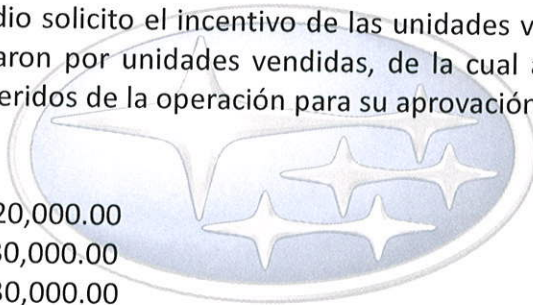 dio solicito el incentivo de las unidades v
aron por unidades vendidas, de la cual a
eridos de la operación para su aprovación
20,000.00
30,000.00
30,000.00